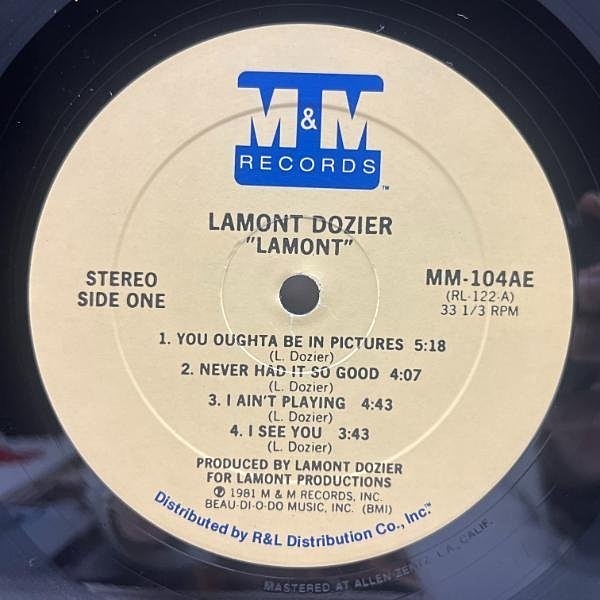 M&M
RECORDS
TM
LAMONT DOZIER
"LAMONT"
STEREO
SIDE ONE
MM-104AE
(RL-122-A)
33 1/3 RPM
1. YOU OUGHTA BE IN PICTURES 5:18
(L. Dozier)
2. NEVER HAD IT SO GOOD 4:07
(L. Dozier)
3. I AIN'T PLAYING 4:43
(L. Dozier)
4. I SEE YOU 3:43
(L. Dozier)
PRODUCED BY LAMONT DOZIER
FOR LAMONT PRODUCTIONS
℗ 1981 M & M RECORDS, INC.
BEAU-DI-O-DO MUSIC, INC. (BMI)
Distributed by R&L Distribution Co., Inc.™
MASTERED AT ALLEN ZENTZ, L.A., CALIF.